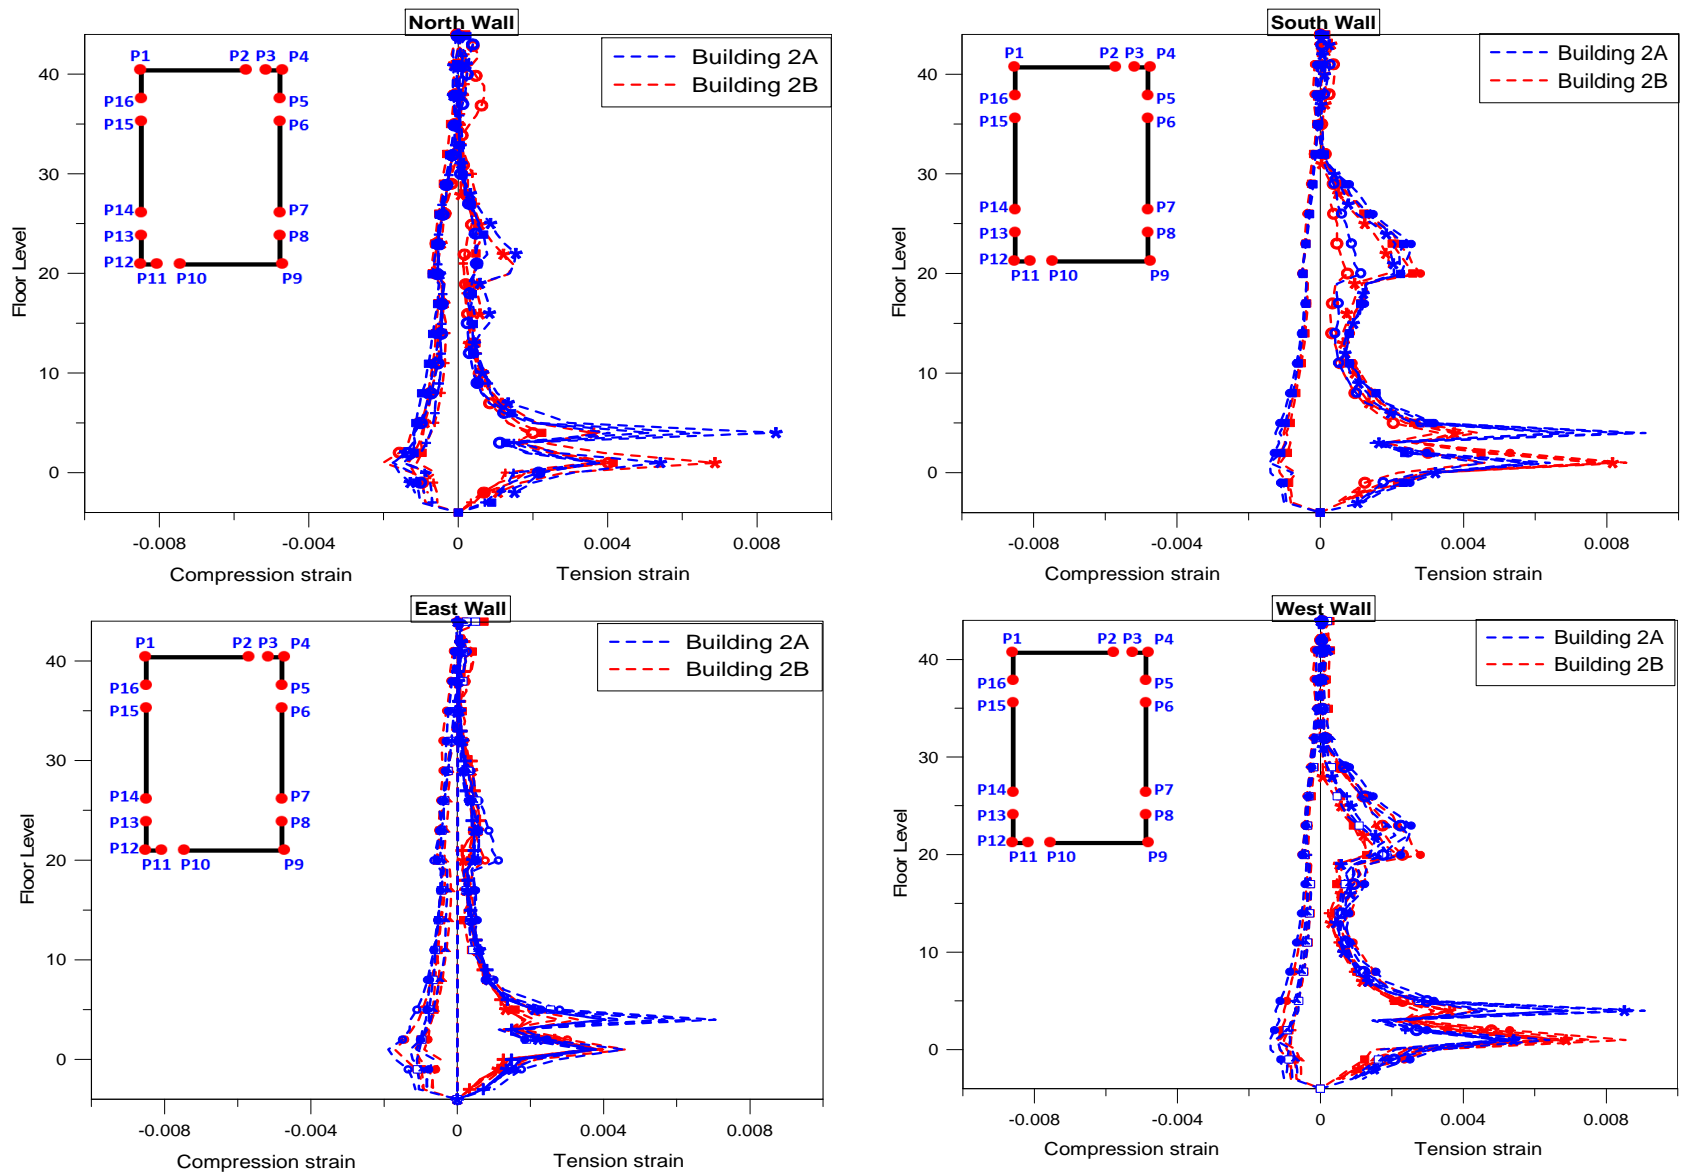 North Wall
Building 2A
Building 2B
P1 P2 P3 P4
P16 P5
P15 P6
P14 P7
P13 P8
P12 P11 P10 P9
Floor Level
40
30
20
10
0
-0.008 -0.004 0 0.004 0.008
Compression strain Tension strain
South Wall
Building 2A
Building 2B
P1 P2 P3 P4
P16 P5
P15 P6
P14 P7
P13 P8
P12 P11 P10 P9
Floor Level
40
30
20
10
0
-0.008 -0.004 0 0.004 0.008
Compression strain Tension strain
East Wall
Building 2A
Building 2B
P1 P2 P3 P4
P16 P5
P15 P6
P14 P7
P13 P8
P12 P11 P10 P9
Floor Level
40
30
20
10
0
-0.008 -0.004 0 0.004 0.008
Compression strain Tension strain
West Wall
Building 2A
Building 2B
P1 P2 P3 P4
P16 P5
P15 P6
P14 P7
P13 P8
P12 P11 P10 P9
Floor Level
40
30
20
10
0
-0.008 -0.004 0 0.004 0.008
Compression strain Tension strain